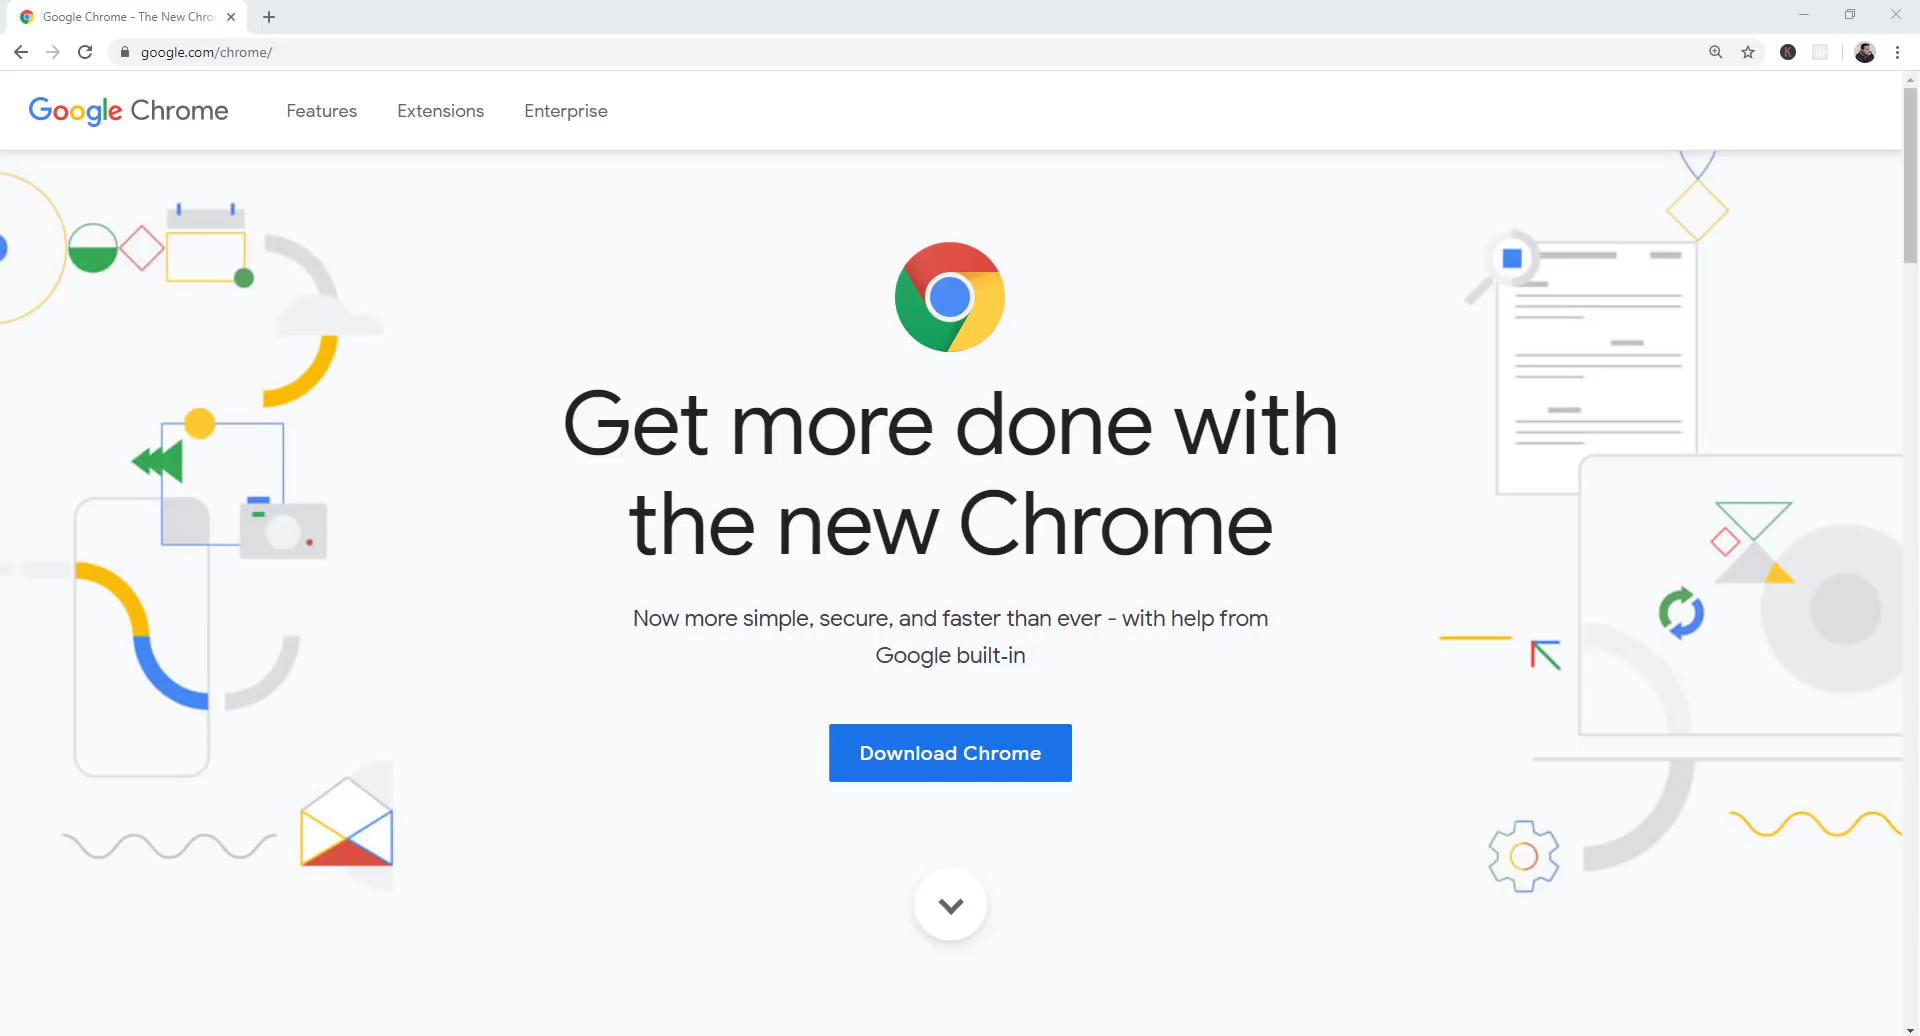 Google Chrome - The New Chro
google.com/chrome/
K
Google Chrome
Features
Extensions
Enterprise
Get more done with
the new Chrome
Now more simple, secure, and faster than ever - with help from
Google built-in
Download Chrome